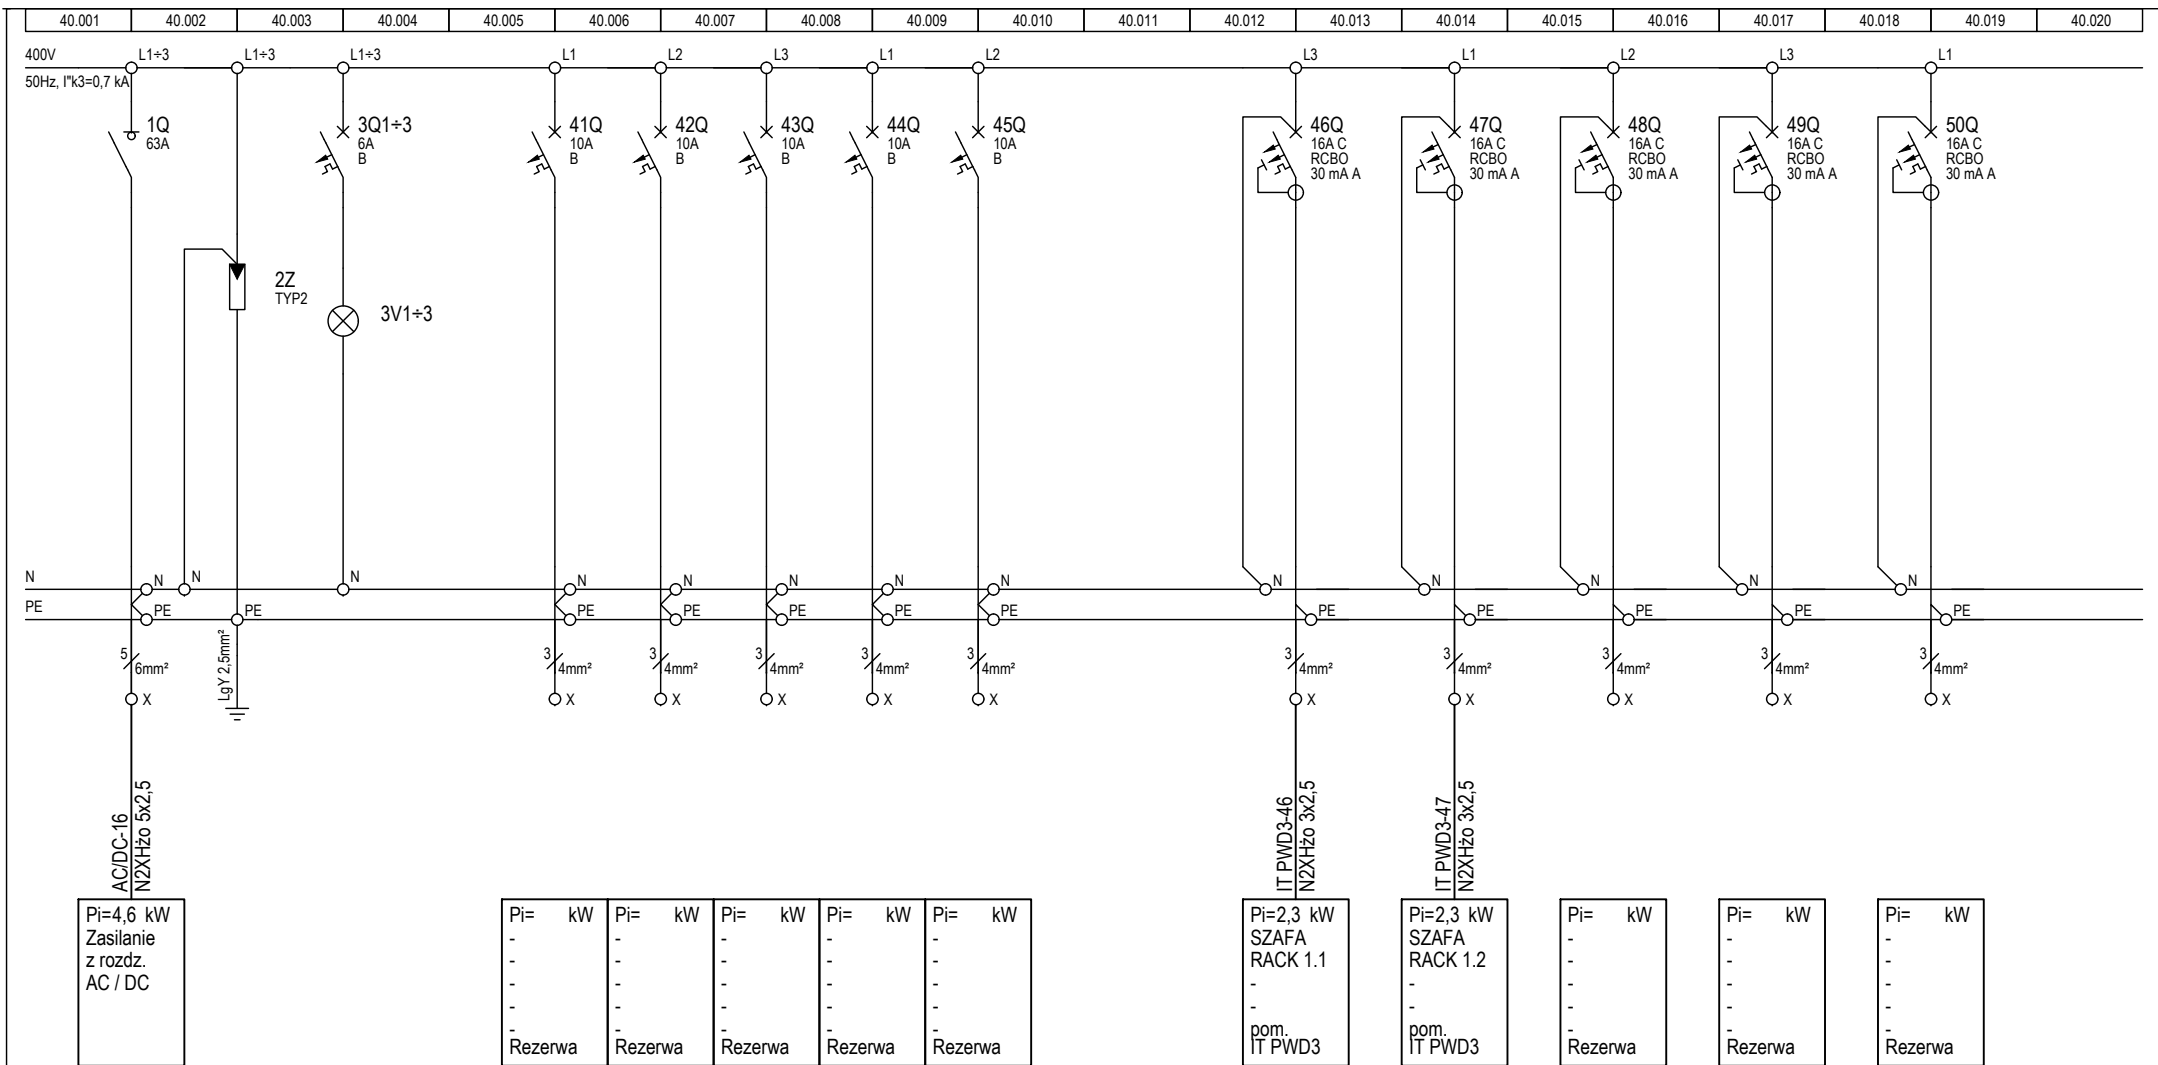 40.001 40.002 40.003 40.004 40.005 40.006 40.007 40.008 40.009 40.010 40.011 40.012 40.013 40.014 40.015 40.016 40.017 40.018 40.019 40.020
400V L1÷3 L1÷3 L1÷3 L1 L2 L3 L1 L2 L3 L1 L2 L3 L1
50Hz, I"k3=0,7 kA
1Q 3Q1÷3 41Q 42Q 43Q 44Q 45Q 46Q 47Q 48Q 49Q 50Q
63A 6A 10A 10A 10A 10A 10A 16A C 16A C 16A C 16A C 16A C
B B B B B B RCBO RCBO RCBO RCBO RCBO
30 mA A 30 mA A 30 mA A 30 mA A 30 mA A
2Z
TYP2
3V1÷3
N N N N N N N N N N N N N N
PE PE PE PE PE PE PE PE PE PE PE PE PE
LgY 2,5mm²
5 3 3 3 3 3 3 3 3 3 3
6mm² 4mm² 4mm² 4mm² 4mm² 4mm² 4mm² 4mm² 4mm² 4mm² 4mm²
X X X X X X X X X X X
AC/DC-16
N2XHżo 5x2,5
IT PWD3-46
N2XHżo 3x2,5
IT PWD3-47
N2XHżo 3x2,5
Pi=4,6 kW
Zasilanie
z rozdz.
AC / DC
Pi= kW
-
-
-
-
-
Rezerwa
Pi= kW
-
-
-
-
-
Rezerwa
Pi= kW
-
-
-
-
-
Rezerwa
Pi= kW
-
-
-
-
-
Rezerwa
Pi= kW
-
-
-
-
-
Rezerwa
Pi=2,3 kW
SZAFA
RACK 1.1
-
-
pom.
IT PWD3
Pi=2,3 kW
SZAFA
RACK 1.2
-
-
pom.
IT PWD3
Pi= kW
-
-
-
-
-
Rezerwa
Pi= kW
-
-
-
-
-
Rezerwa
Pi= kW
-
-
-
-
-
Rezerwa